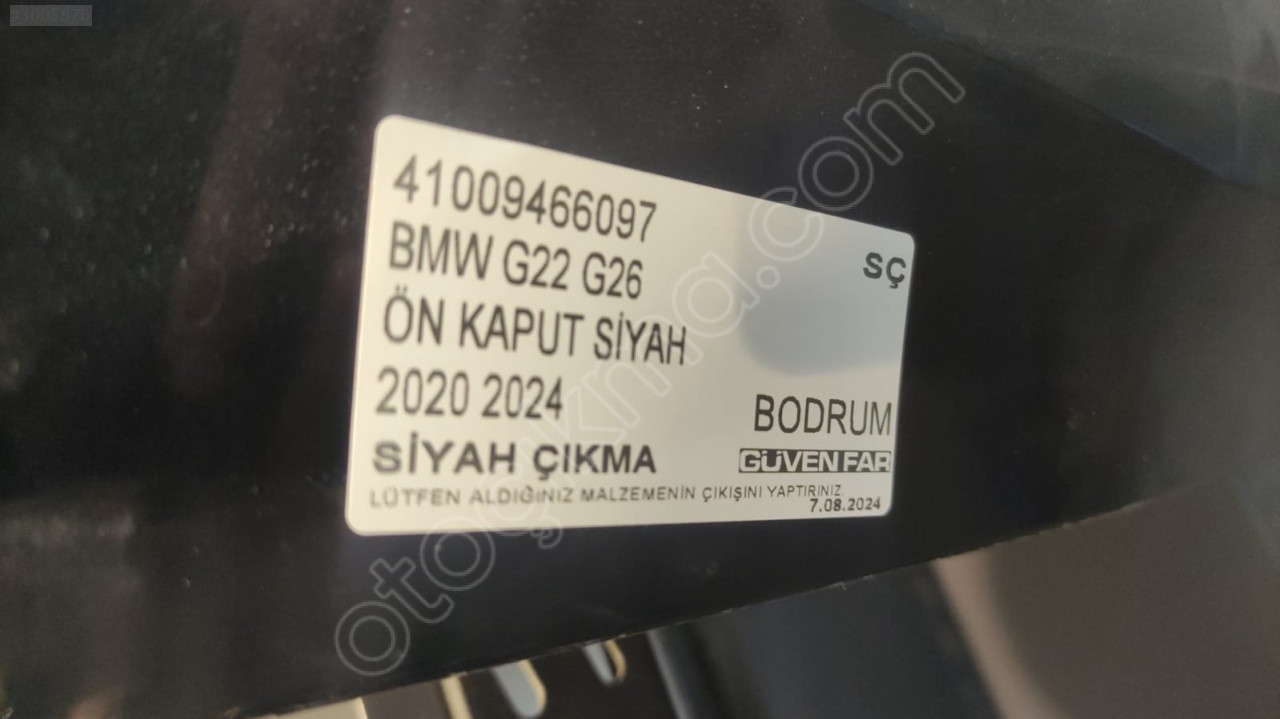 41009466097
BMW G22 G26
ÖN KAPUT SİYAH
2020 2024
SİYAH ÇIKMA
SÇ
BODRUM
GÜVEN FAR
LÜTFEN ALDIĞINIZ MALZEMENİN ÇIKIŞINI YAPTIRINIZ.
7.08.2024
otoçıkma.com